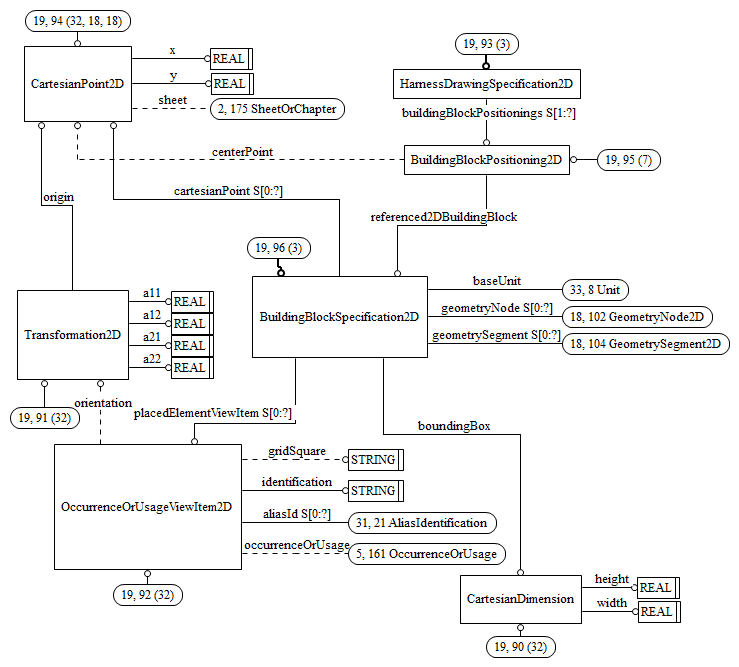 19, 94 (32, 18, 18)
x
REAL
CartesianPoint2D
y
REAL
sheet
2, 175 SheetOrChapter
19, 93 (3)
HarnessDrawingSpecification2D
buildingBlockPositionings S[1:?]
centerPoint
BuildingBlockPositioning2D
19, 95 (7)
origin
cartesianPoint S[0:?]
referenced2DBuildingBlock
19, 96 (3)
baseUnit
33, 8 Unit
BuildingBlockSpecification2D
geometryNode S[0:?]
18, 102 GeometryNode2D
geometrySegment S[0:?]
18, 104 GeometrySegment2D
a11
REAL
a12
REAL
Transformation2D
a21
REAL
a22
REAL
19, 91 (32)
orientation
placedElementViewItem S[0:?]
boundingBox
gridSquare
STRING
identification
STRING
OccurrenceOrUsageViewItem2D
aliasId S[0:?]
31, 21 AliasIdentification
occurrenceOrUsage
5, 161 OccurrenceOrUsage
19, 92 (32)
CartesianDimension
height
REAL
width
REAL
19, 90 (32)